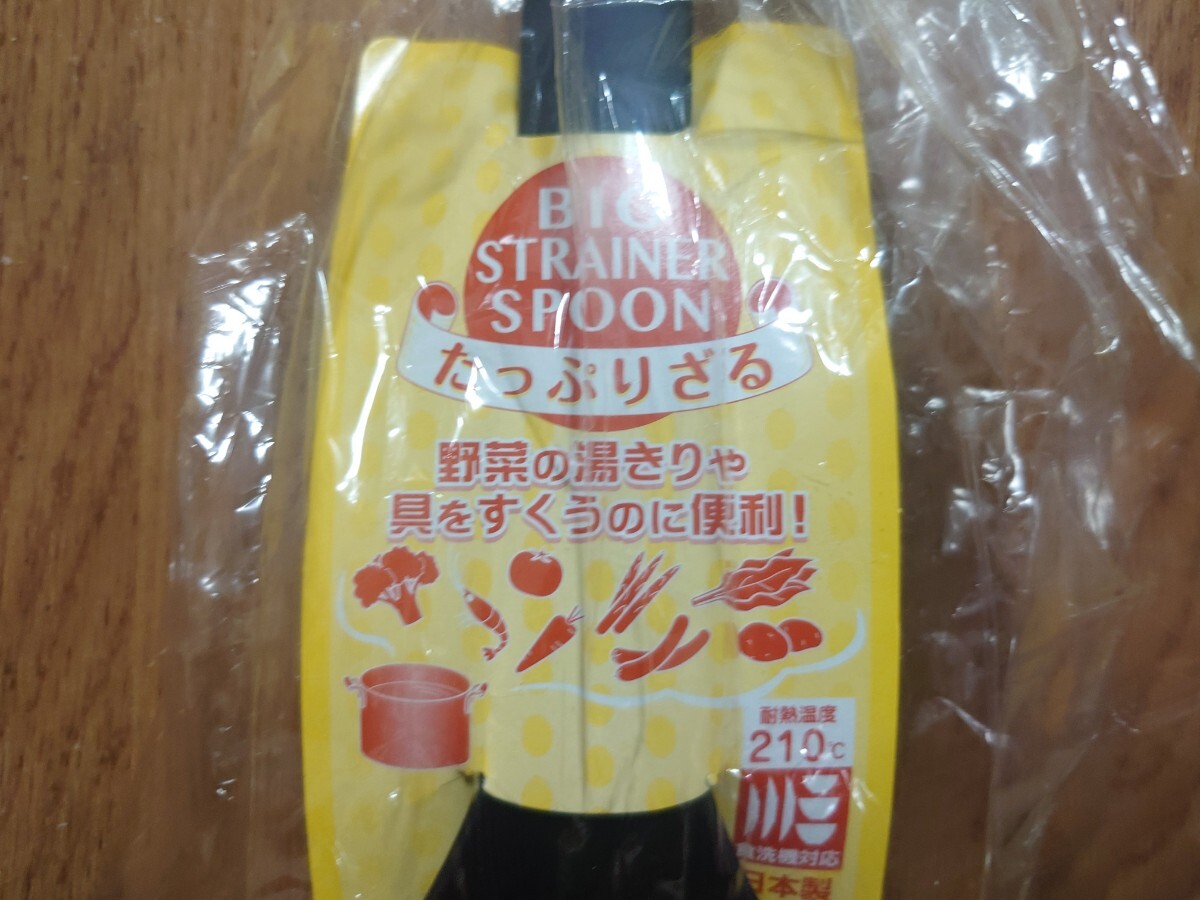 BIG
STRAINER
SPOON
たっぷりざる
野菜の湯きりや
具をすくうのに便利!
耐熱温度
210℃
食洗機対応
日本製